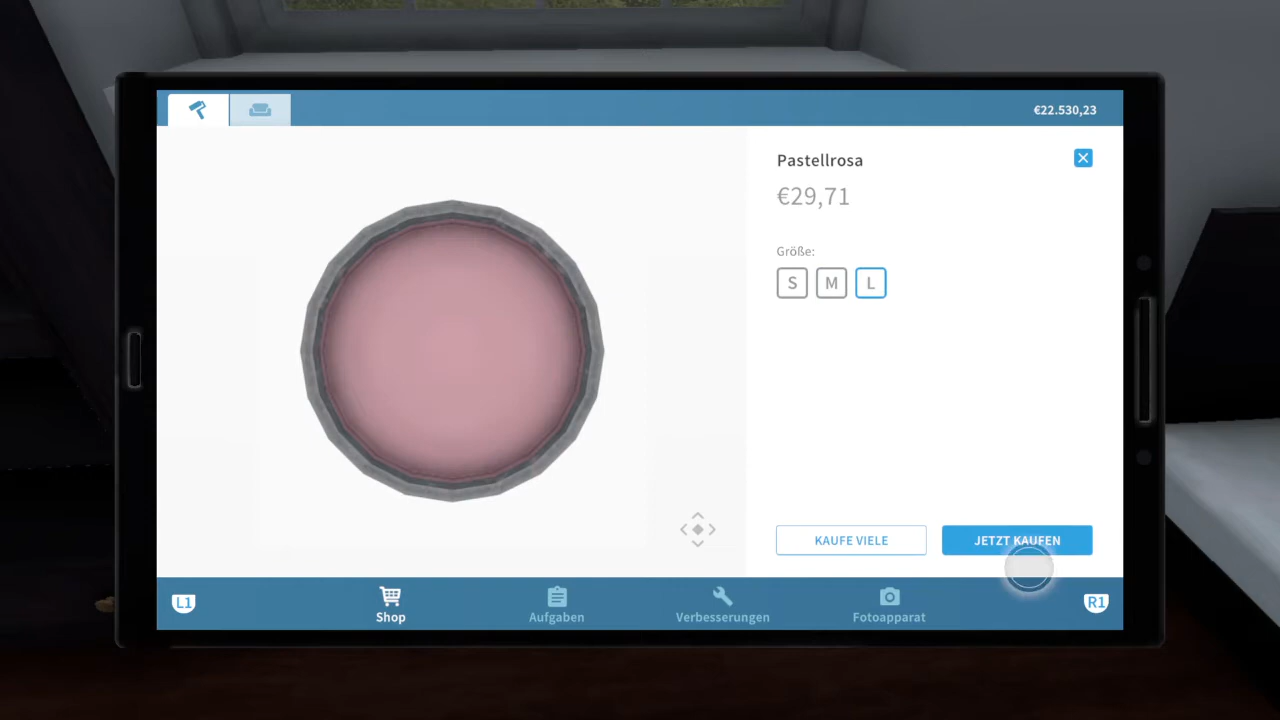 €22.530,23
Pastellrosa
€29,71
Größe:
S M L
KAUFE VIELE
JETZT KAUFEN
L1
Shop
Aufgaben
Verbesserungen
Fotoapparat
R1